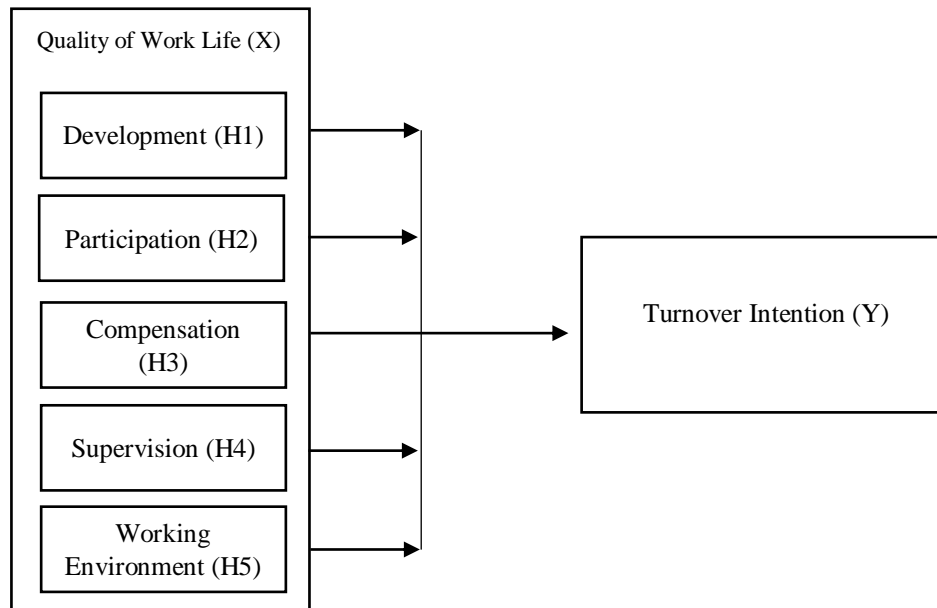 Quality of Work Life (X)
Development (H1)
Participation (H2)
Compensation
(H3)
Supervision (H4)
Working
Environment (H5)
Turnover Intention (Y)